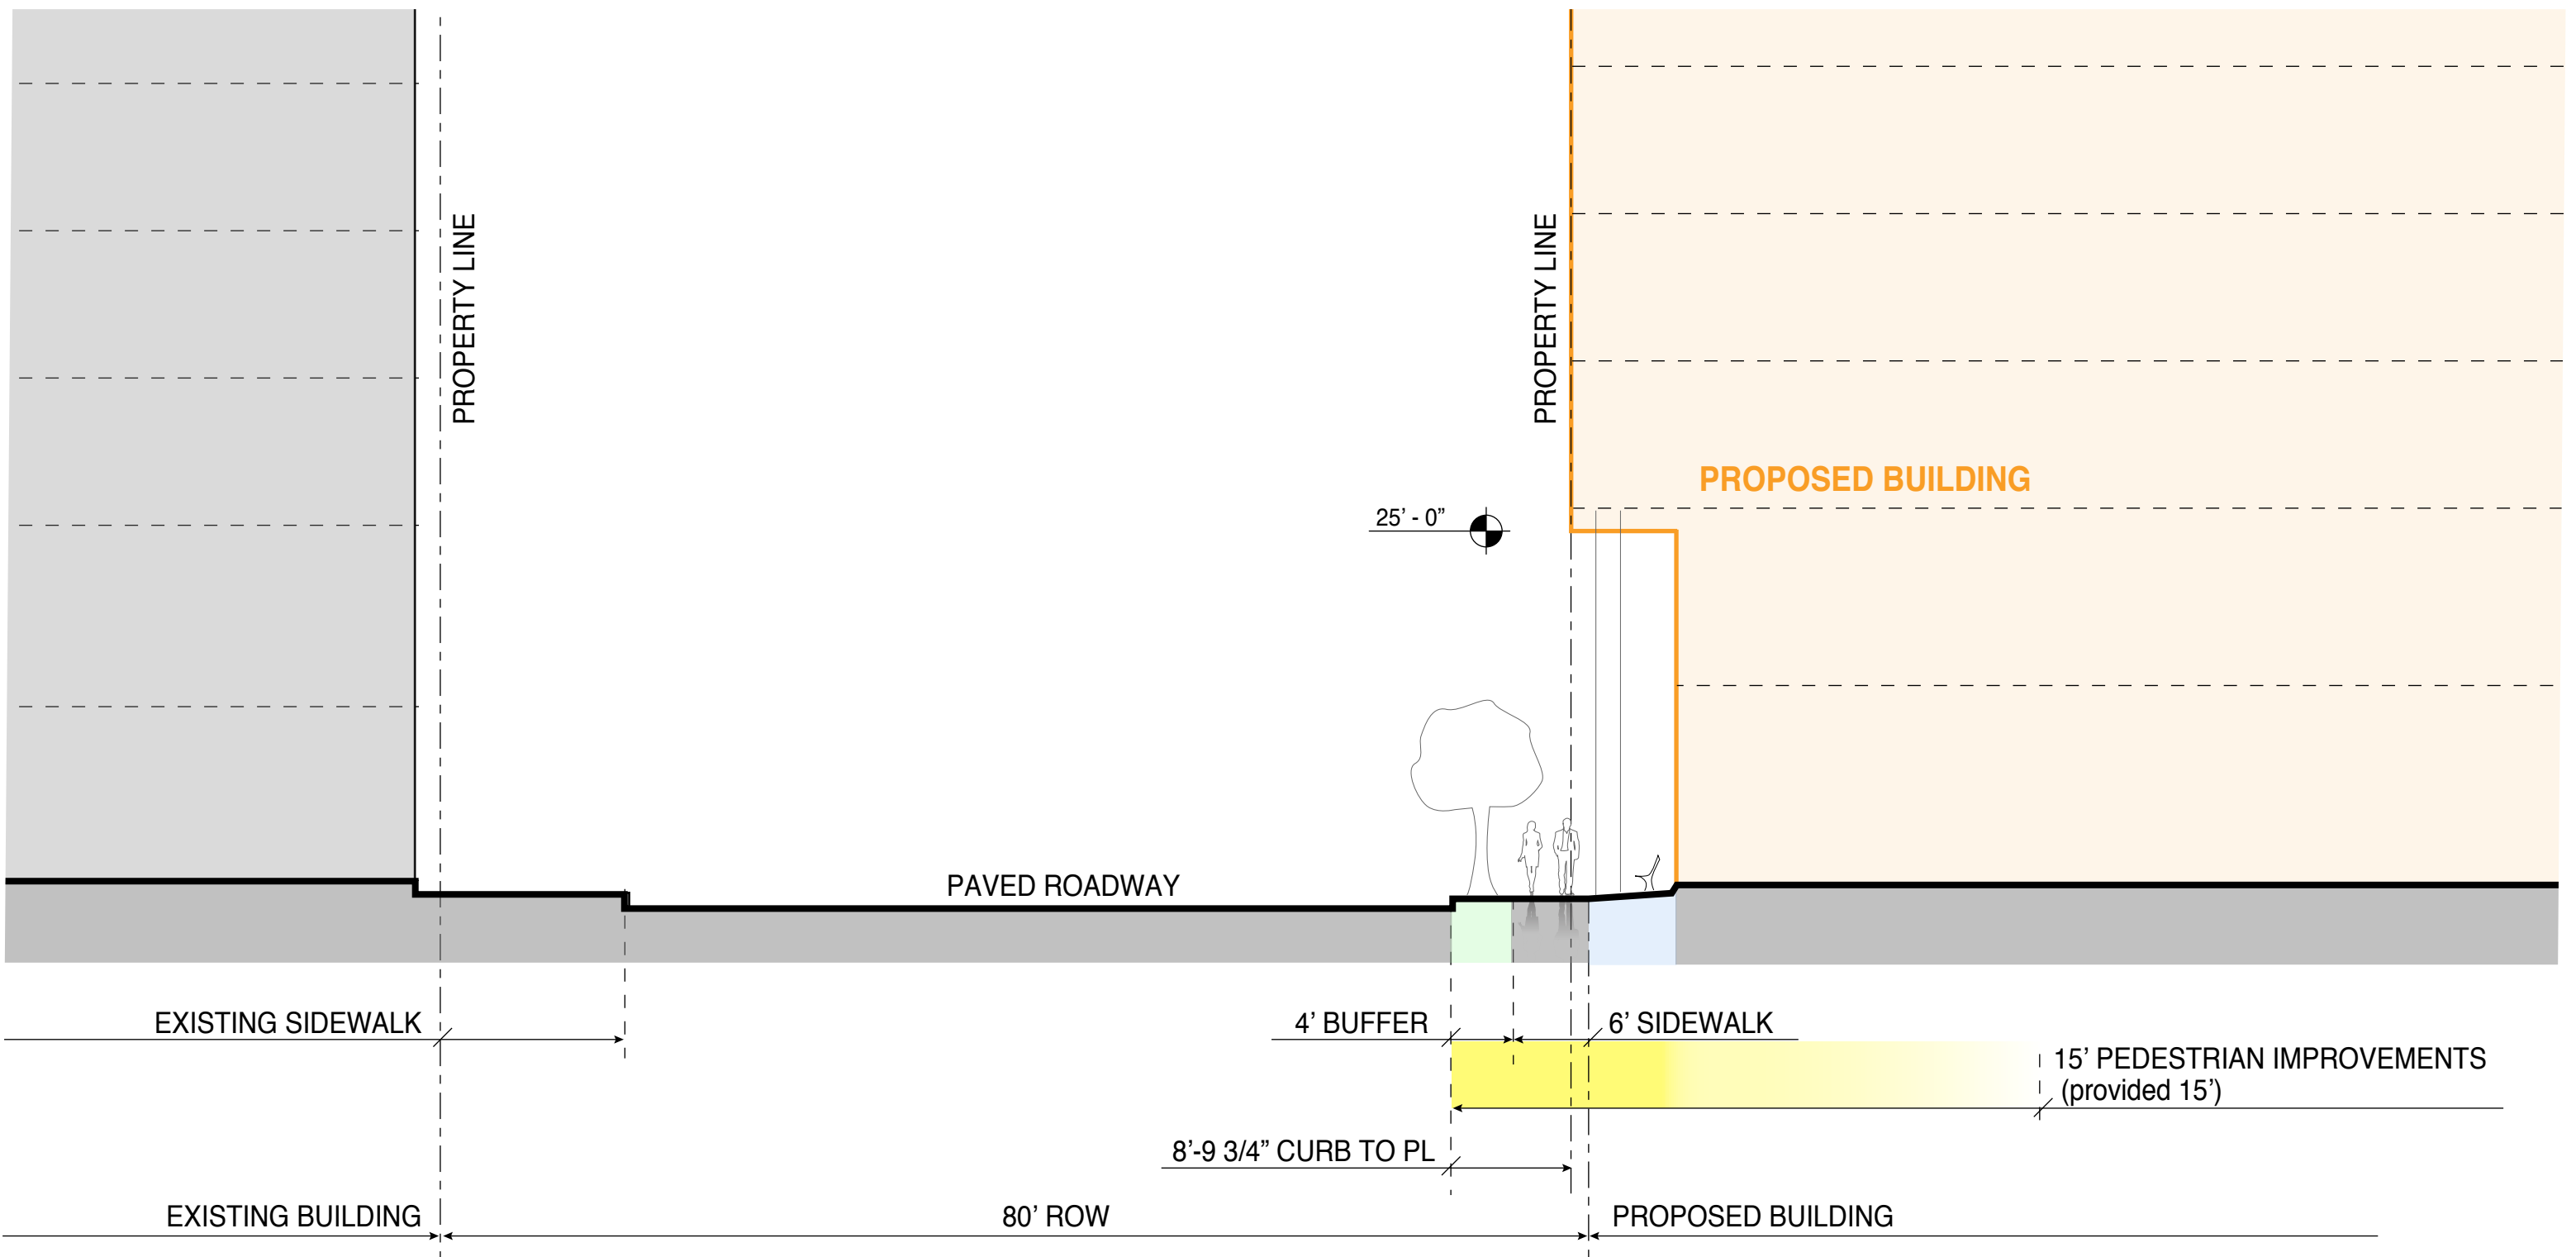 PROPERTY LINE
PROPERTY LINE
PROPOSED BUILDING
25’ - 0”
PAVED ROADWAY
EXISTING SIDEWALK
4’ BUFFER
6’ SIDEWALK
15’ PEDESTRIAN IMPROVEMENTS
(provided 15’)
8’-9 3/4” CURB TO PL
EXISTING BUILDING
80’ ROW
PROPOSED BUILDING